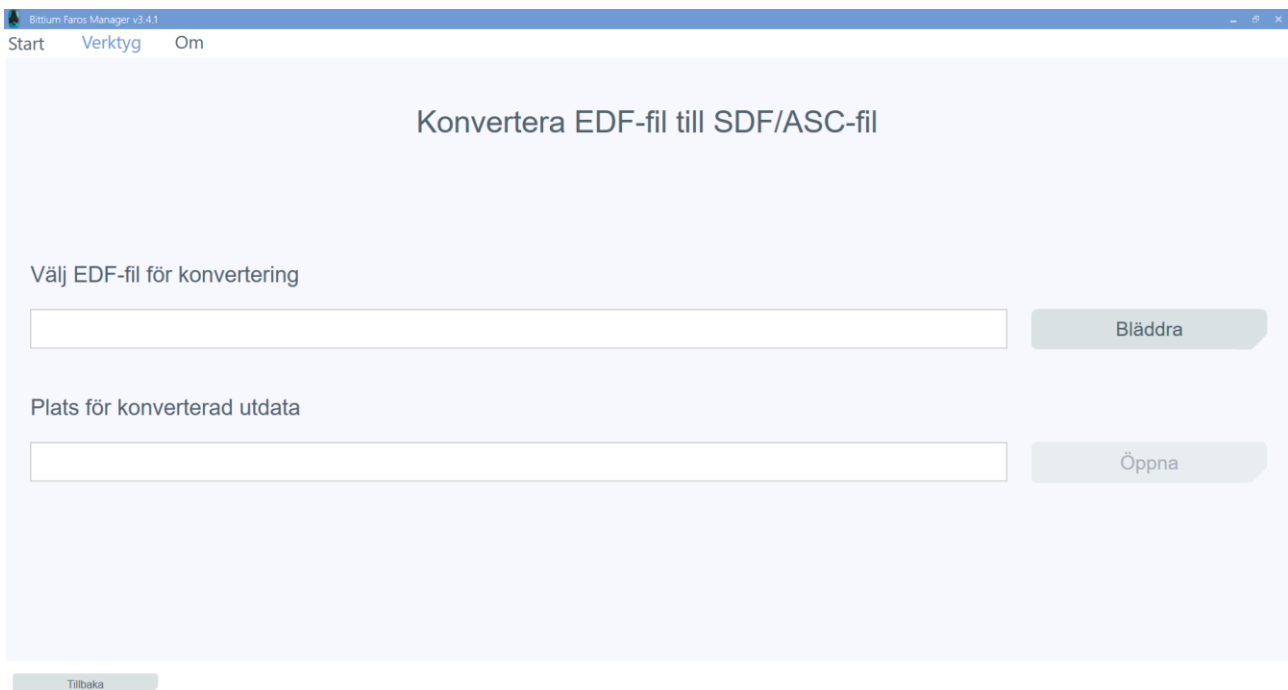 Bittium Faros Manager v3.4.1
Start Verktyg Om
Konvertera EDF-fil till SDF/ASC-fil
Välj EDF-fil för konvertering
Bläddra
Plats för konverterad utdata
Öppna
Tillbaka